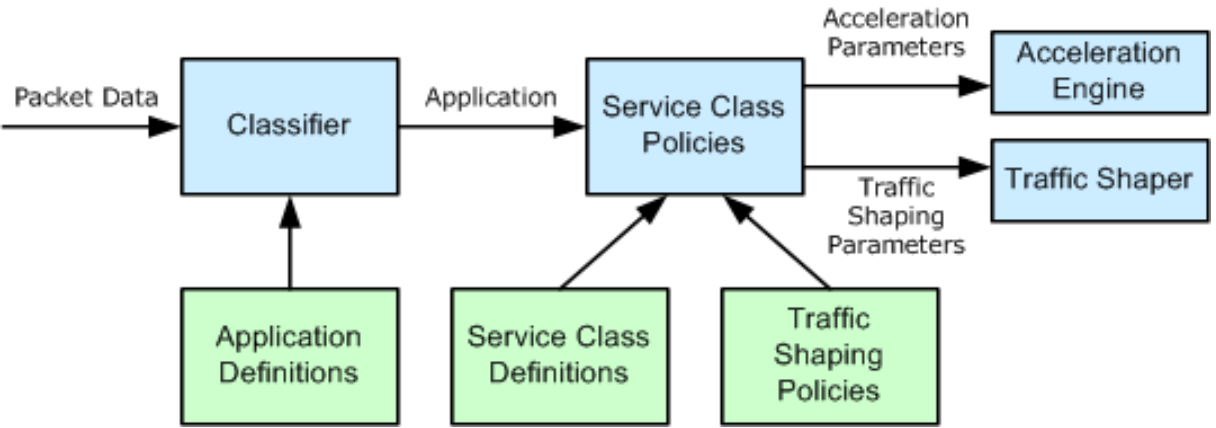 Acceleration
Parameters
Acceleration
Engine
Packet Data
Classifier
Application
Service Class
Policies
Traffic Shaper
Traffic
Shaping
Parameters
Application
Definitions
Service Class
Definitions
Traffic
Shaping
Policies